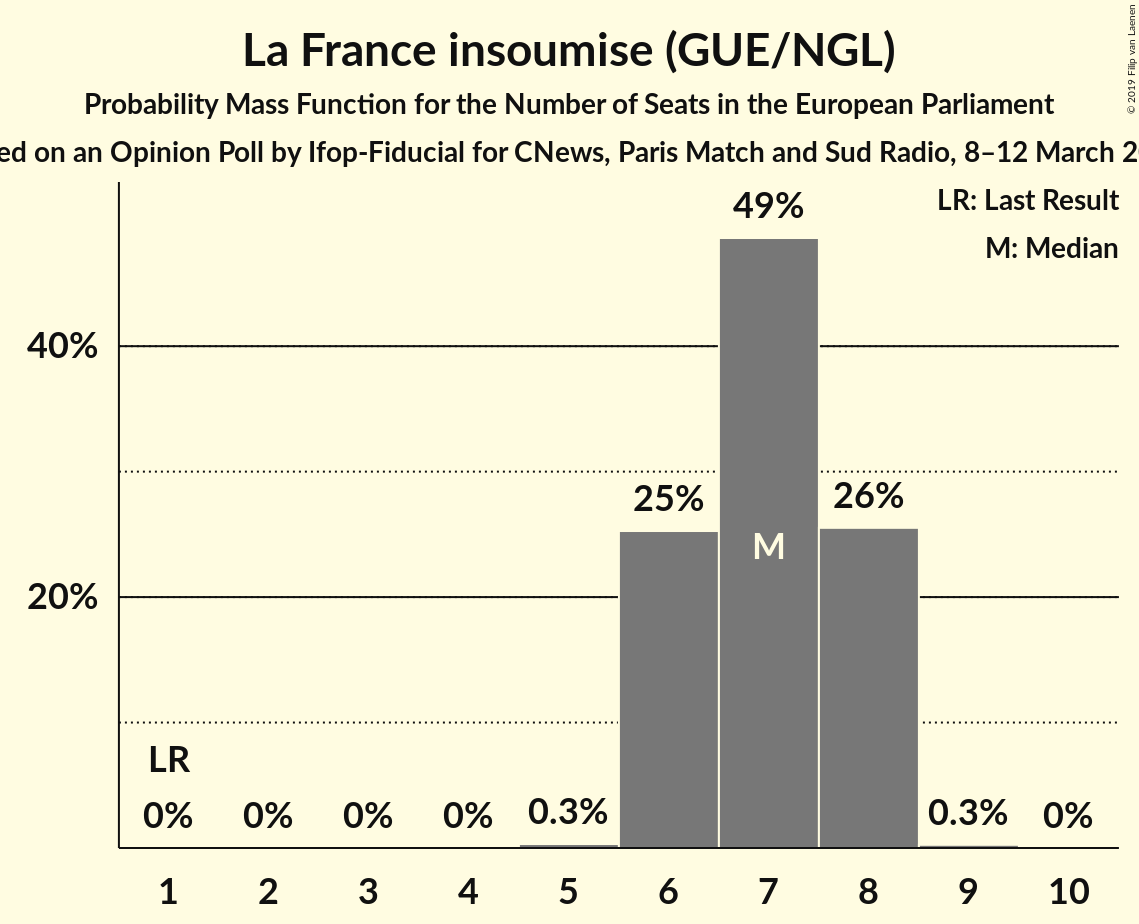 La France insoumise (GUE/NGL)
Probability Mass Function for the Number of Seats in the European Parliament
on an Opinion Poll by Ifop-Fiducial for CNews, Paris Match and Sud Radio, 8–12 March
© 2019 Filip van Laenen
LR: Last Result
M: Median
49%
40%
25%
26%
M
20%
LR
0%
0%
0%
0%
0.3%
0.3%
0%
1
2
3
4
5
6
7
8
9
10